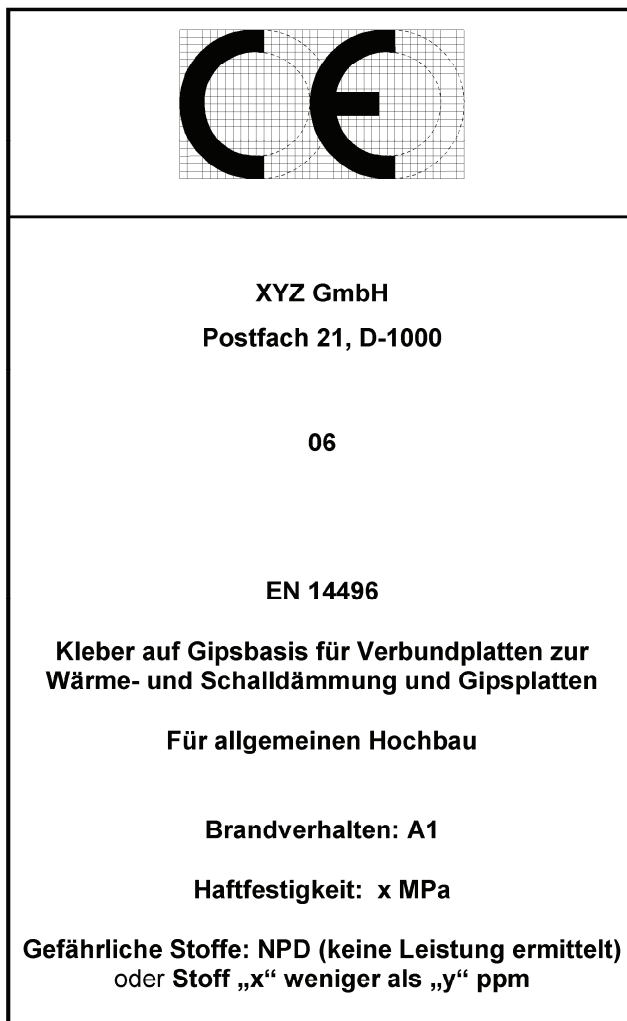 CE
XYZ GmbH
Postfach 21, D-1000
06
EN 14496
Kleber auf Gipsbasis für Verbundplatten zur
Wärme- und Schalldämmung und Gipsplatten
Für allgemeinen Hochbau
Brandverhalten: A1
Haftfestigkeit:  x MPa
Gefährliche Stoffe: NPD (keine Leistung ermittelt)
oder Stoff „x“ weniger als „y“ ppm